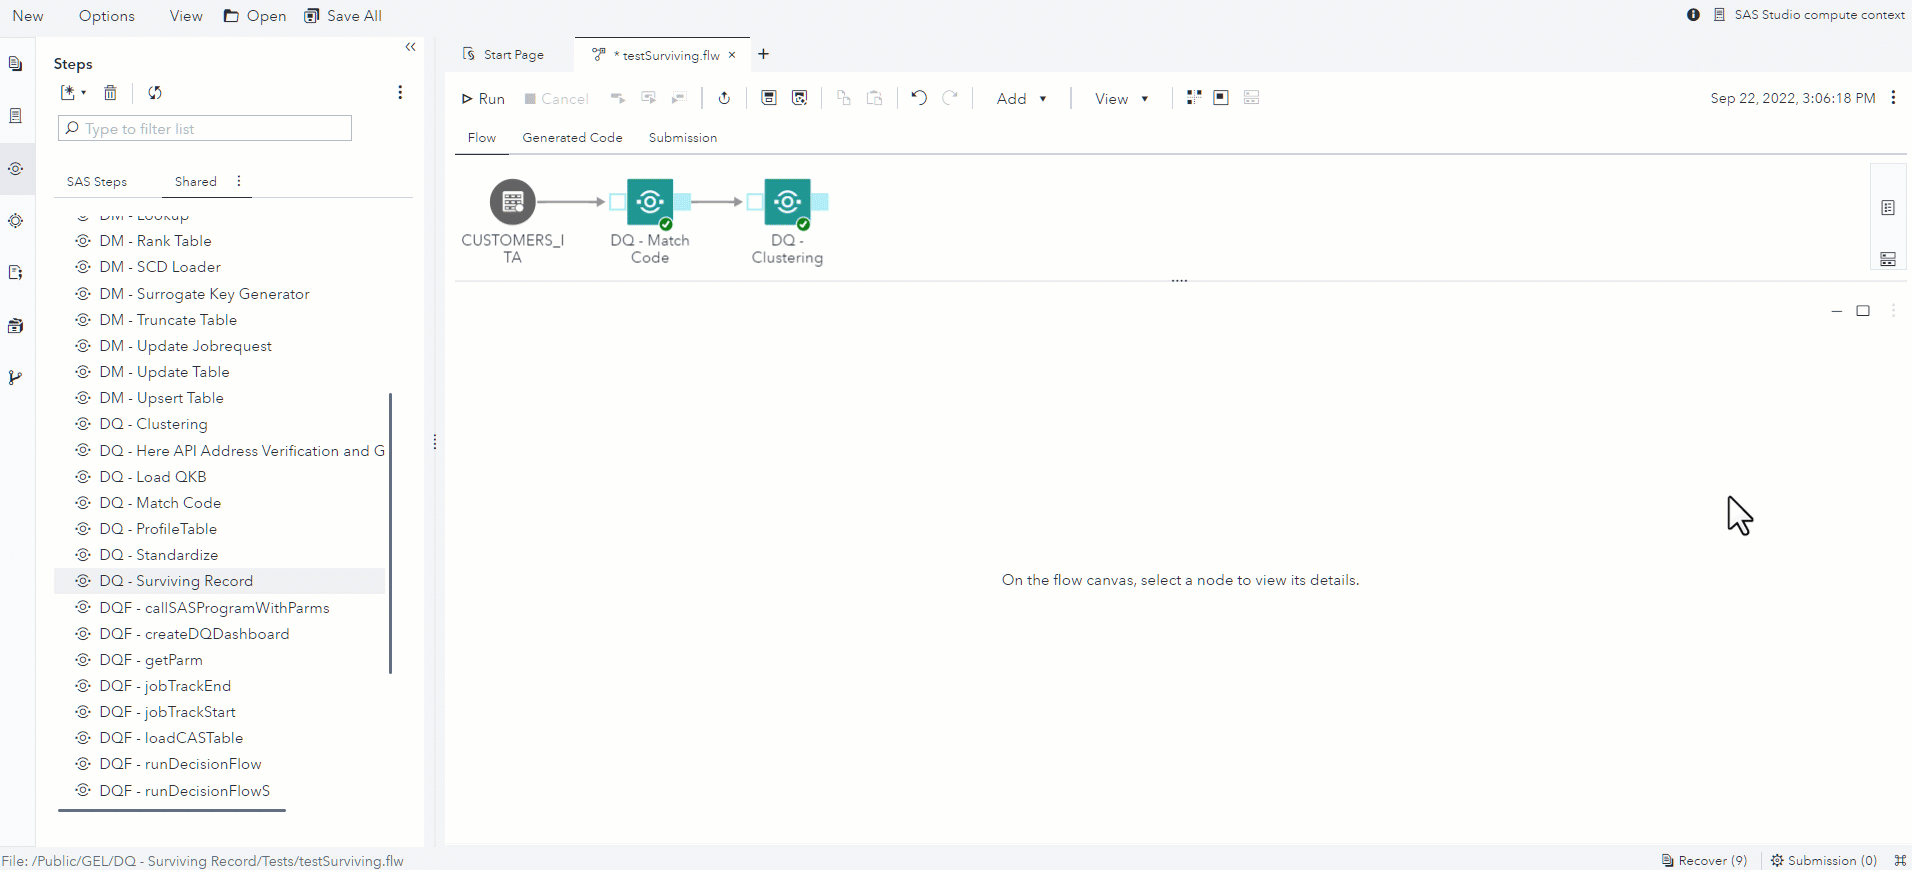 New Options View Open Save All
SAS Studio compute context
Steps
Type to filter list
SAS Steps Shared
DM - Lookup
DM - Rank Table
DM - SCD Loader
DM - Surrogate Key Generator
DM - Truncate Table
DM - Update Jobrequest
DM - Update Table
DM - Upsert Table
DQ - Clustering
DQ - Here API Address Verification and G
DQ - Load QKB
DQ - Match Code
DQ - ProfileTable
DQ - Standardize
DQ - Surviving Record
DQF - callSASProgramWithParms
DQF - createDQDashboard
DQF - getParm
DQF - jobTrackEnd
DQF - jobTrackStart
DQF - loadCASTable
DQF - runDecisionFlow
DQF - runDecisionFlowS
Start Page * testSurviving.flw
Run Cancel Add View
Sep 22, 2022, 3:06:18 PM
Flow Generated Code Submission
CUSTOMERS_I
TA
DQ - Match
Code
DQ -
Clustering
On the flow canvas, select a node to view its details.
File: /Public/GEL/DQ - Surviving Record/Tests/testSurviving.flw
Recover (9) Submission (0)